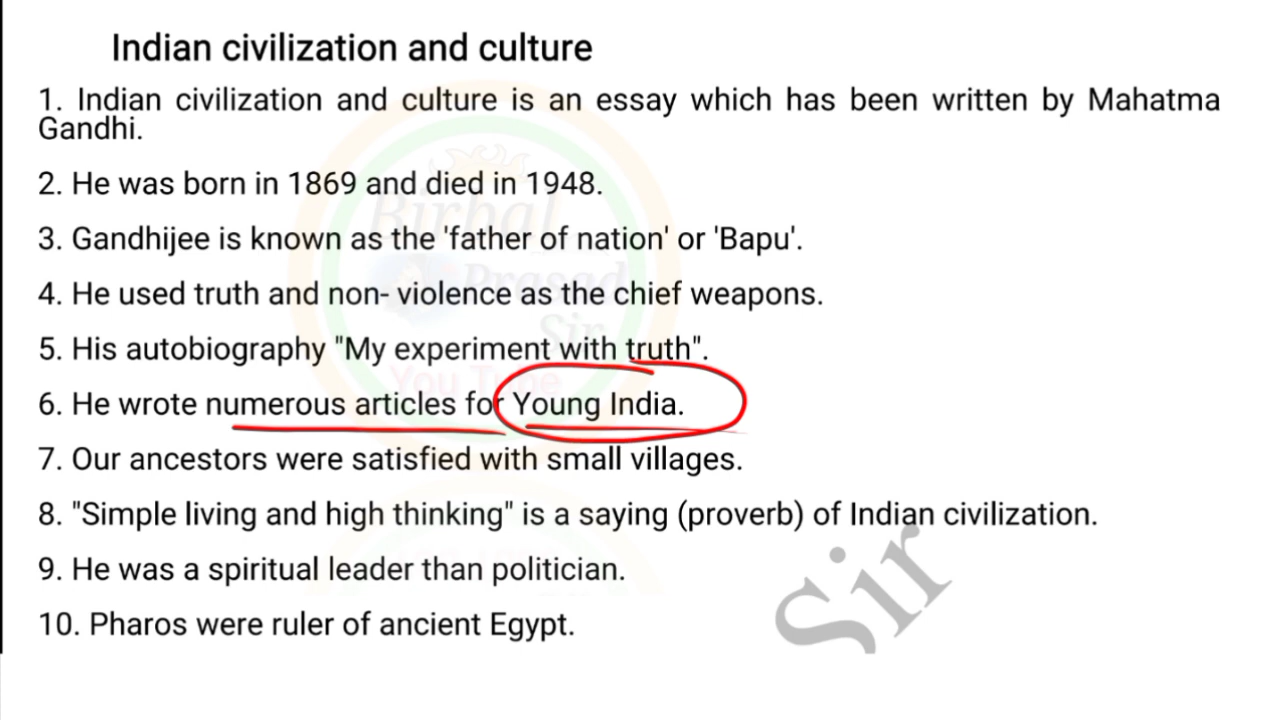 Indian civilization and culture
1. Indian civilization and culture is an essay which has been written by Mahatma
Gandhi.
2. He was born in 1869 and died in 1948.
3. Gandhijee is known as the 'father of nation' or 'Bapu'.
4. He used truth and non- violence as the chief weapons.
5. His autobiography "My experiment with truth".
6. He wrote numerous articles for Young India.
7. Our ancestors were satisfied with small villages.
8. "Simple living and high thinking" is a saying (proverb) of Indian civilization.
9. He was a spiritual leader than politician.
10. Pharos were ruler of ancient Egypt.
Birbal
Prasad
Sir
Sir